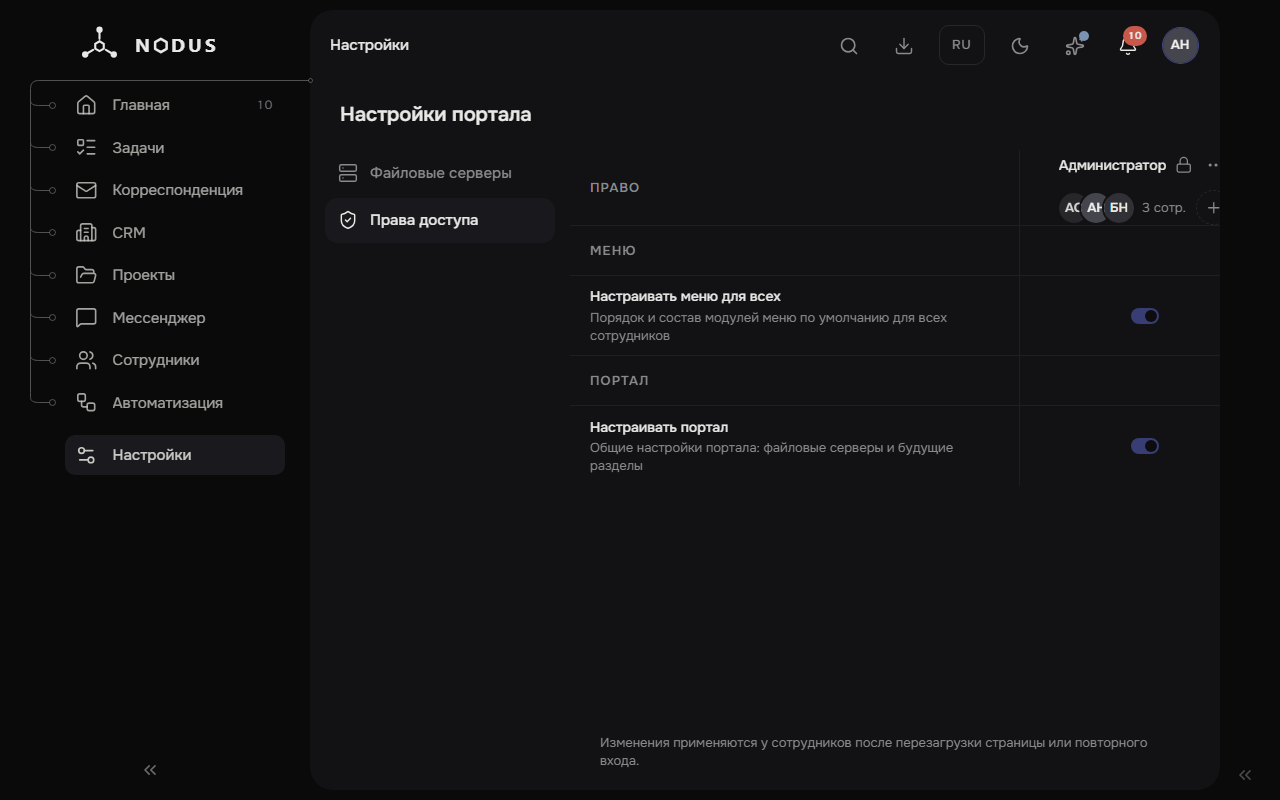 NODUS
Настройки
RU
10
АН
Главная 10
Задачи
Корреспонденция
CRM
Проекты
Мессенджер
Сотрудники
Автоматизация
Настройки
Настройки портала
Файловые серверы
Права доступа
ПРАВО
Администратор
АН
БН
3 сотр.
МЕНЮ
Настраивать меню для всех
Порядок и состав модулей меню по умолчанию для всех
сотрудников
ПОРТАЛ
Настраивать портал
Общие настройки портала: файловые серверы и будущие
разделы
Изменения применяются у сотрудников после перезагрузки страницы или повторного
входа.